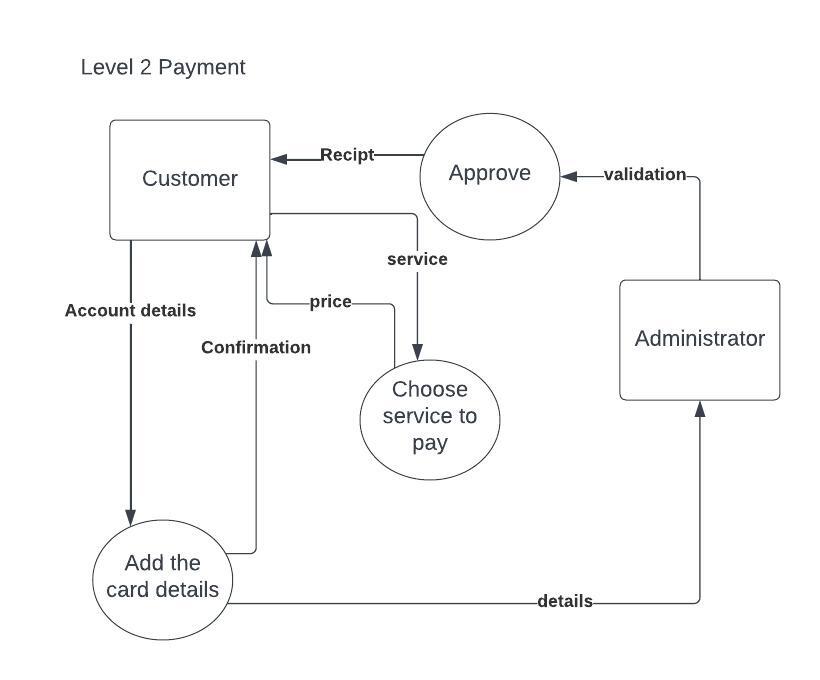 Level 2 Payment
Customer
Recipt
Approve
validation
service
price
Account details
Confirmation
Administrator
Choose
service to
pay
Add the
card details
details